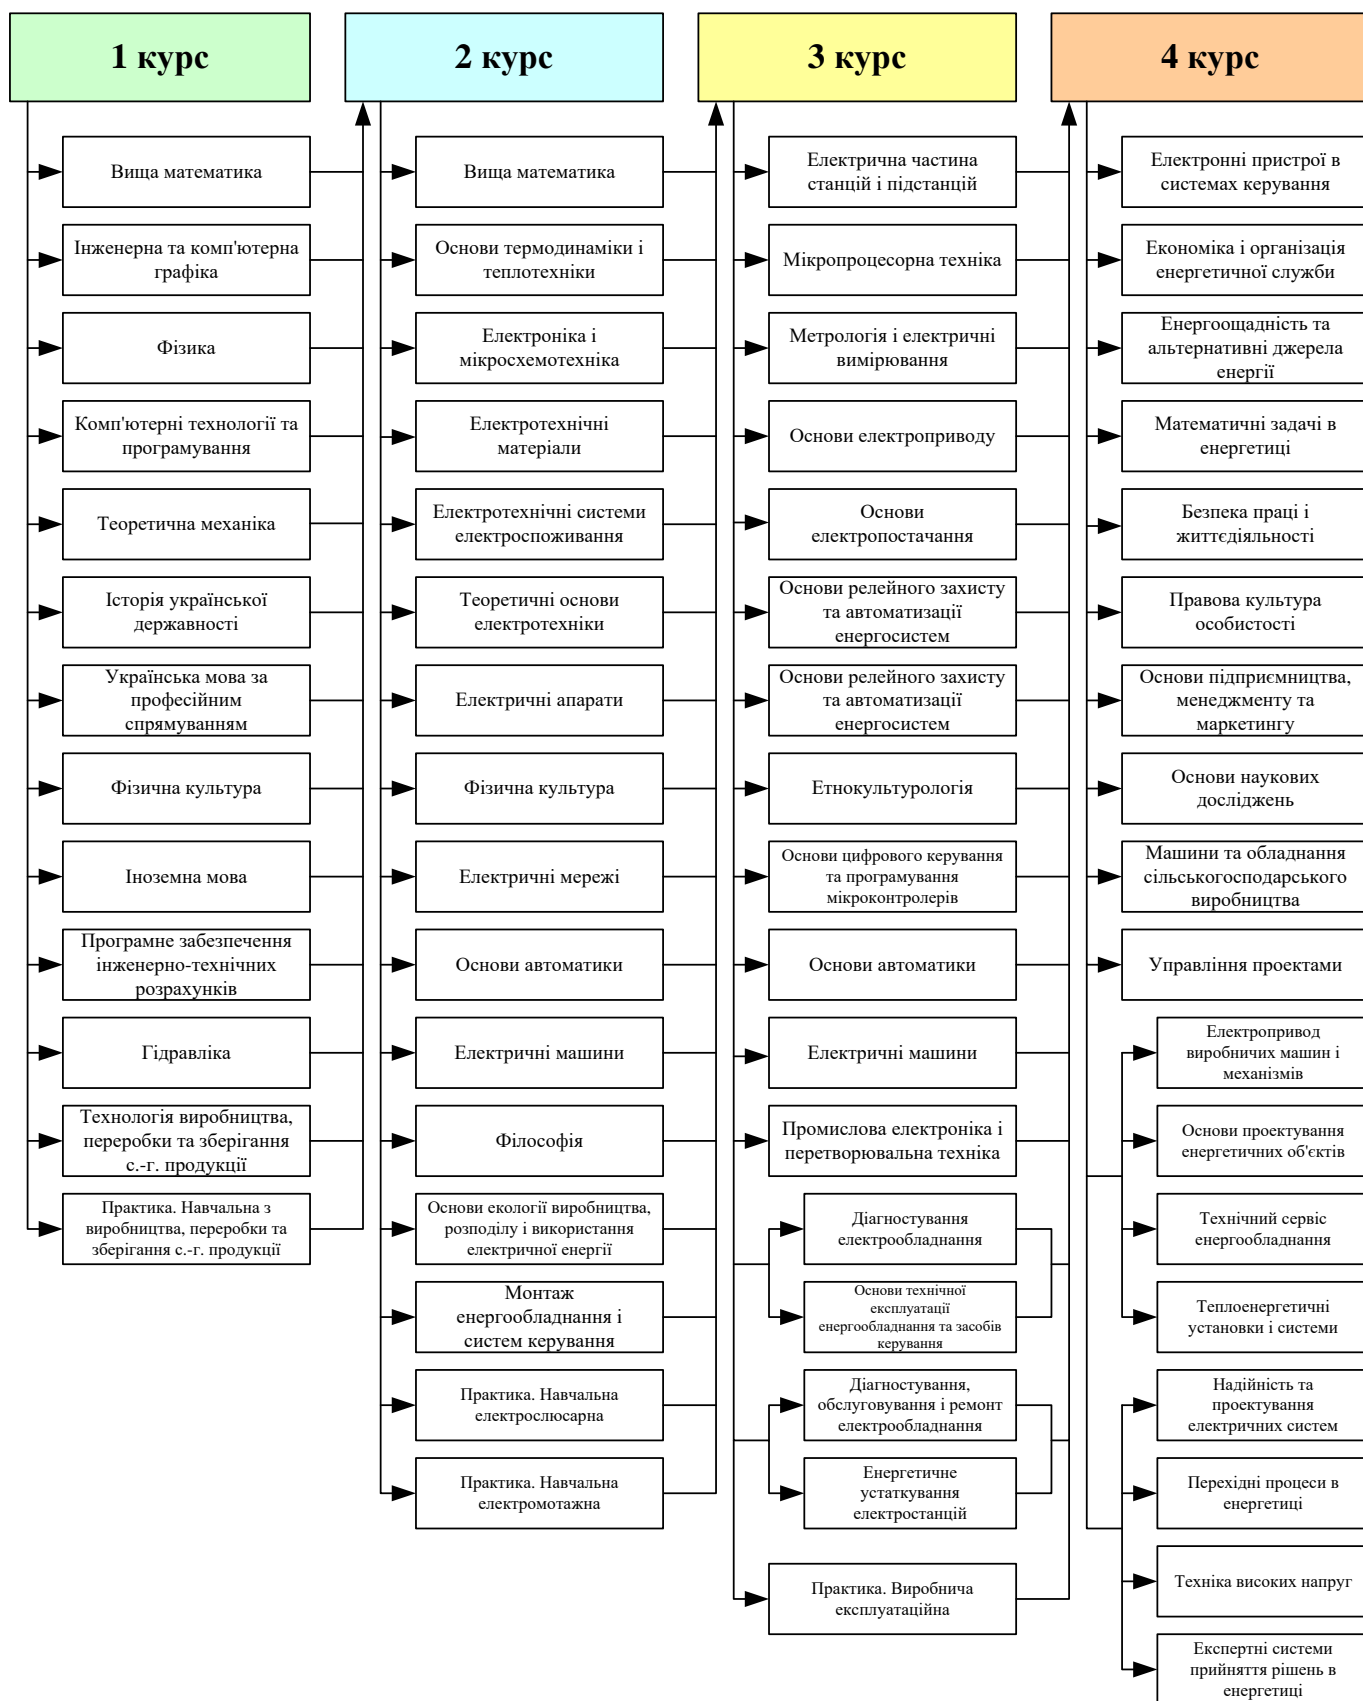 1 курс
Вища математика
Інженерна та комп'ютерна
графіка
Фізика
Комп'ютерні технології та
програмування
Теоретична механіка
Історія української
державності
Українська мова за
професійним
спрямуванням
Фізична культура
Іноземна мова
Програмне забезпечення
інженерно-технічних
розрахунків
Гідравліка
Технологія виробництва,
переробки та зберігання
с.-г. продукції
Практика. Навчальна з
виробництва, переробки та
зберігання с.-г. продукції
2 курс
Вища математика
Основи термодинаміки і
теплотехніки
Електроніка і
мікросхемотехніка
Електротехнічні
матеріали
Електротехнічні системи
електроспоживання
Теоретичні основи
електротехніки
Електричні апарати
Фізична культура
Електричні мережі
Основи автоматики
Електричні машини
Філософія
Основи екології виробництва,
розподілу і використання
електричної енергії
Монтаж
енергообладнання і
систем керування
Практика. Навчальна
електрослюсарна
Практика. Навчальна
електромотажна
3 курс
Електрична частина
станцій і підстанцій
Мікропроцесорна техніка
Метрологія і електричні
вимірювання
Основи електроприводу
Основи
електропостачання
Основи релейного захисту
та автоматизації
енергосистем
Основи релейного захисту
та автоматизації
енергосистем
Етнокультурологія
Основи цифрового керування
та програмування
мікроконтролерів
Основи автоматики
Електричні машини
Промислова електроніка і
перетворювальна техніка
Діагностування
електрообладнання
Основи технічної
експлуатації
енергообладнання та засобів
керування
Діагностування,
обслуговування і ремонт
електрообладнання
Енергетичне
устаткування
електростанцій
Практика. Виробнича
експлуатаційна
4 курс
Електронні пристрої в
системах керування
Економіка і організація
енергетичної служби
Енергоощадність та
альтернативні джерела
енергії
Математичні задачі в
енергетиці
Безпека праці і
життєдіяльності
Правова культура
особистості
Основи підприємництва,
менеджменту та
маркетингу
Основи наукових
досліджень
Машини та обладнання
сільськогосподарського
виробництва
Управління проектами
Електропривод
виробничих машин і
механізмів
Основи проектування
енергетичних об'єктів
Технічний сервіс
енергообладнання
Теплоенергетичні
установки і системи
Надійність та
проектування
електричних систем
Перехідні процеси в
енергетиці
Техніка високих напруг
Експертні системи
прийняття рішень в
енергетиці